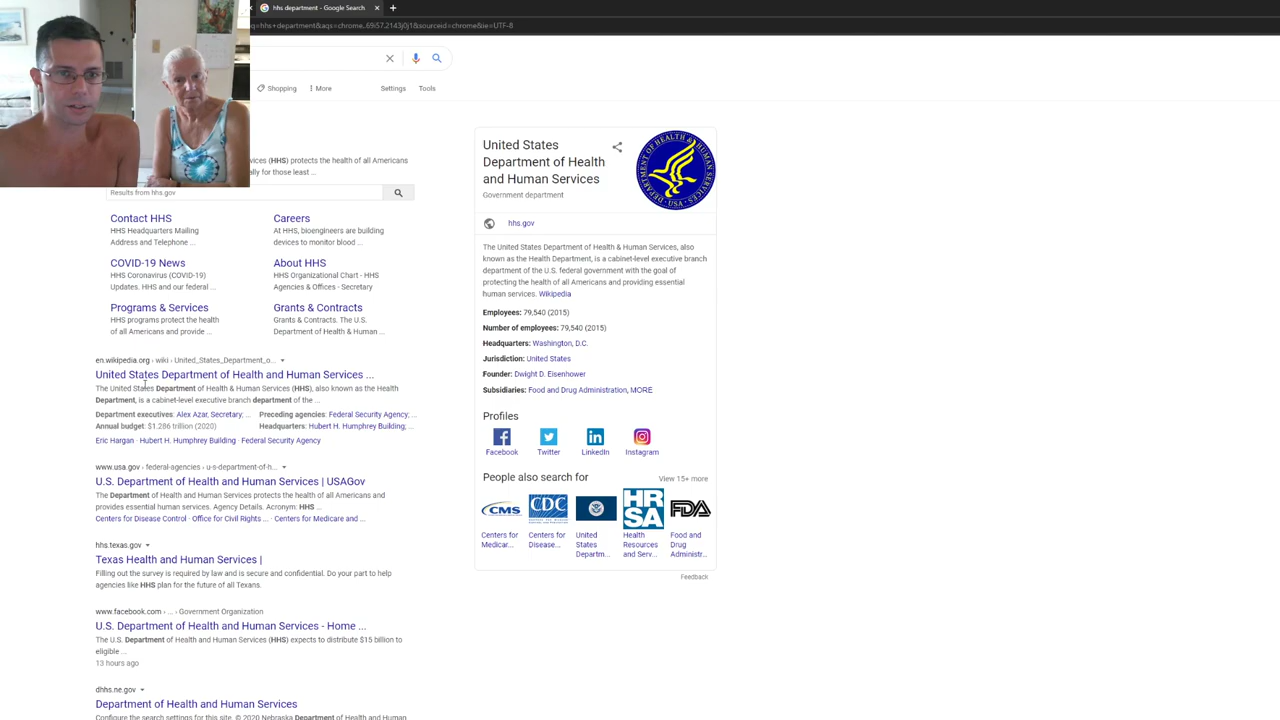 hhs department - Google Search
q=hhs+department&aqs=chrome..69i57.2143j0j1&sourceid=chrome&ie=UTF-8
Shopping
More
Settings
Tools
vices (HHS) protects the health of all Americans
ally for those least ...
Results from hhs.gov
Contact HHS
HHS Headquarters Mailing
Address and Telephone ...
Careers
At HHS, bioengineers are building
devices to monitor blood ...
COVID-19 News
HHS Coronavirus (COVID-19)
Updates. HHS and our federal ...
About HHS
HHS Organizational Chart - HHS
Agencies & Offices - Secretary
Programs & Services
HHS programs protect the health
of all Americans and provide ...
Grants & Contracts
Grants & Contracts. The U.S.
Department of Health & Human ...
en.wikipedia.org › wiki › United_States_Department_o...
United States Department of Health and Human Services ...
The United States Department of Health & Human Services (HHS), also known as the Health
Department, is a cabinet-level executive branch department of the ...
Department executives: Alex Azar, Secretary; ...
Preceding agencies: Federal Security Agency; ...
Annual budget: $1.286 trillion (2020)
Headquarters: Hubert H. Humphrey Building, ...
Eric Hargan · Hubert H. Humphrey Building · Federal Security Agency
www.usa.gov › federal-agencies › u-s-department-of-h...
U.S. Department of Health and Human Services | USAGov
The Department of Health and Human Services protects the health of all Americans and
provides essential human services. Agency Details. Acronym: HHS ...
Centers for Disease Control · Office for Civil Rights ... · Centers for Medicare and ...
hhs.texas.gov
Texas Health and Human Services |
Filling out the survey is required by law and is secure and confidential. Do your part to help
agencies like HHS plan for the future of all Texans.
www.facebook.com › ... › Government Organization
U.S. Department of Health and Human Services - Home ...
The U.S. Department of Health and Human Services (HHS) expects to distribute $15 billion to
eligible ...
13 hours ago
dhhs.ne.gov
Department of Health and Human Services
Configure the search settings for this site. © 2020 Nebraska Department of Health and Human
United States
Department of Health
and Human Services
Government department
DEPARTMENT OF HEALTH & HUMAN SERVICES · USA
hhs.gov
The United States Department of Health & Human Services, also
known as the Health Department, is a cabinet-level executive branch
department of the U.S. federal government with the goal of
protecting the health of all Americans and providing essential
human services. Wikipedia
Employees: 79,540 (2015)
Number of employees: 79,540 (2015)
Headquarters: Washington, D.C.
Jurisdiction: United States
Founder: Dwight D. Eisenhower
Subsidiaries: Food and Drug Administration, MORE
Profiles
Facebook
Twitter
LinkedIn
Instagram
People also search for
View 15+ more
CMS
CDC
HRSA
FDA
Centers for
Medicar...
Centers for
Disease...
United
States
Departm...
Health
Resources
and Serv...
Food and
Drug
Administr...
Feedback